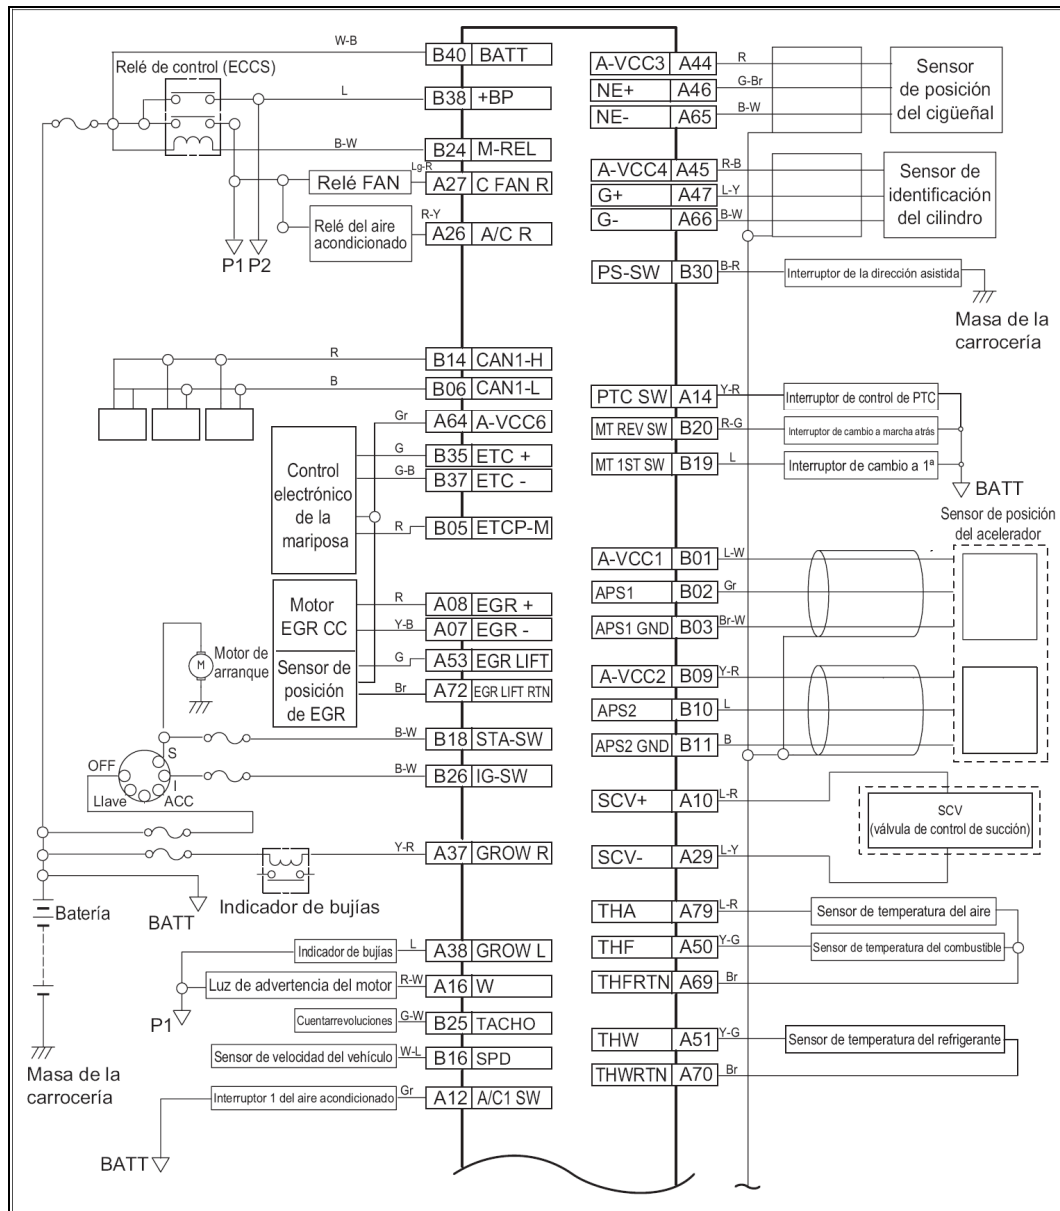 W-B
B40 BATT
Relé de control (ECCS)
L
B38 +BP
B-W
B24 M-REL
Lg-R
Relé FAN
A27 C FAN R
R-Y
Relé del aire
acondicionado
A26 A/C R
P1 P2
R
B14 CAN1-H
B
B06 CAN1-L
Gr
A64 A-VCC6
Control
electrónico
de la
mariposa
G
B35 ETC +
G-B
B37 ETC -
R
B05 ETCP-M
Motor
EGR CC
R
A08 EGR +
Y-B
A07 EGR -
Motor de
arranque
M
Sensor de
posición
de EGR
G
A53 EGR LIFT
Br
A72 EGR LIFT RTN
B-W
B18 STA-SW
S
OFF
I
Llave
ACC
B-W
B26 IG-SW
Y-R
A37 GROW R
Batería
BATT
Indicador de bujías
Indicador de bujías
L
A38 GROW L
Luz de advertencia del motor
R-W
A16 W
P1
Cuentarrevoluciones
G-W
B25 TACHO
Sensor de velocidad del vehículo
W-L
B16 SPD
Masa de la
carrocería
Interruptor 1 del aire acondicionado
Gr
A12 A/C1 SW
BATT
A-VCC3 A44
R
NE+ A46
G-Br
NE- A65
B-W
Sensor
de posición
del cigüeñal
A-VCC4 A45
R-B
G+ A47
L-Y
G- A66
B-W
Sensor de
identificación
del cilindro
PS-SW B30
B-R
Interruptor de la dirección asistida
Masa de la
carrocería
PTC SW A14
Y-R
Interruptor de control de PTC
MT REV SW B20
R-G
Interruptor de cambio a marcha atrás
MT 1ST SW B19
L
Interruptor de cambio a 1ª
BATT
Sensor de posición
del acelerador
A-VCC1 B01
L-W
APS1 B02
Gr
APS1 GND B03
Br-W
A-VCC2 B09
Y-R
APS2 B10
L
APS2 GND B11
B
SCV+ A10
L-R
SCV
(válvula de control de succión)
SCV- A29
L-Y
THA A79
L-R
Sensor de temperatura del aire
THF A50
Y-G
Sensor de temperatura del combustible
THFRTN A69
Br
THW A51
Y-G
Sensor de temperatura del refrigerante
THWRTN A70
Br